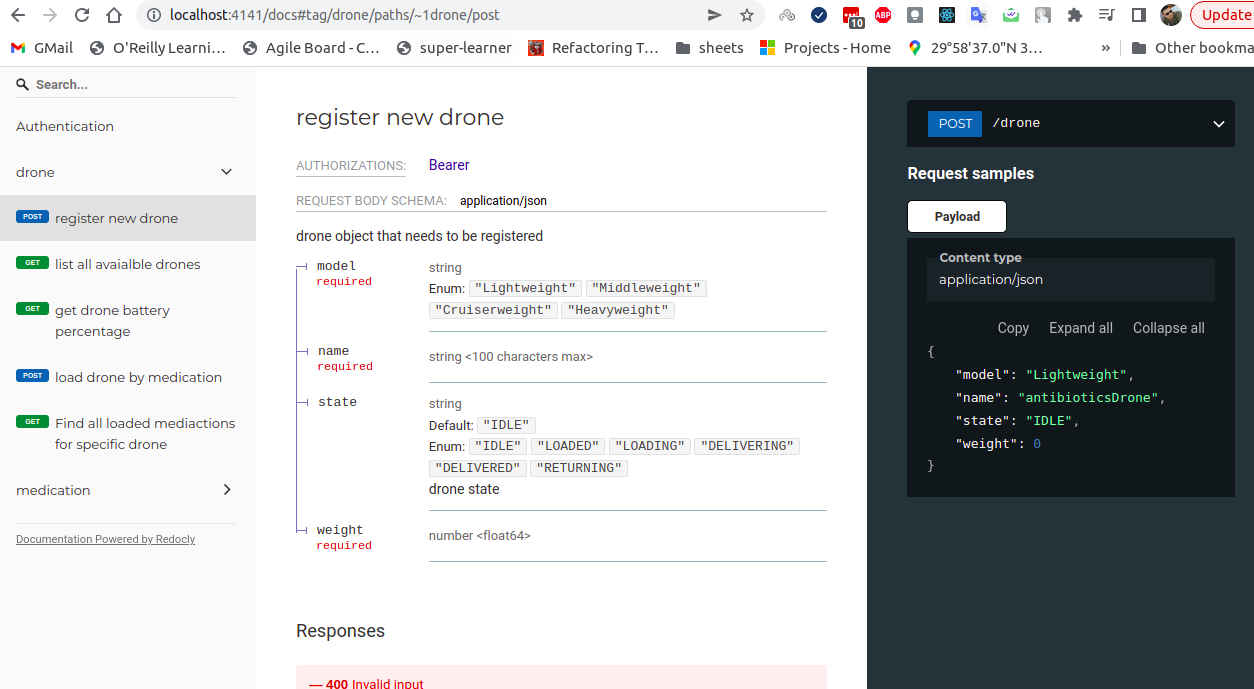 localhost:4141/docs#tag/drone/paths/~1drone/post
10
ABP
Update
GMail
O'Reilly Learni...
Agile Board - C...
super-learner
Refactoring T...
sheets
Projects - Home
29°58'37.0"N 3...
»
Other bookma
Search...
Authentication
drone
POST register new drone
GET list all avaialble drones
GET get drone battery
percentage
POST load drone by medication
GET Find all loaded mediactions
for specific drone
medication
Documentation Powered by Redocly
register new drone
AUTHORIZATIONS: Bearer
REQUEST BODY SCHEMA: application/json
drone object that needs to be registered
model
required
string
Enum: "Lightweight" "Middleweight"
"Cruiserweight" "Heavyweight"
name
required
string <100 characters max>
state
string
Default: "IDLE"
Enum: "IDLE" "LOADED" "LOADING" "DELIVERING"
"DELIVERED" "RETURNING"
drone state
weight
required
number <float64>
Responses
— 400 Invalid input
POST /drone
Request samples
Payload
Content type
application/json
Copy Expand all Collapse all
{
"model": "Lightweight",
"name": "antibioticsDrone",
"state": "IDLE",
"weight": 0
}